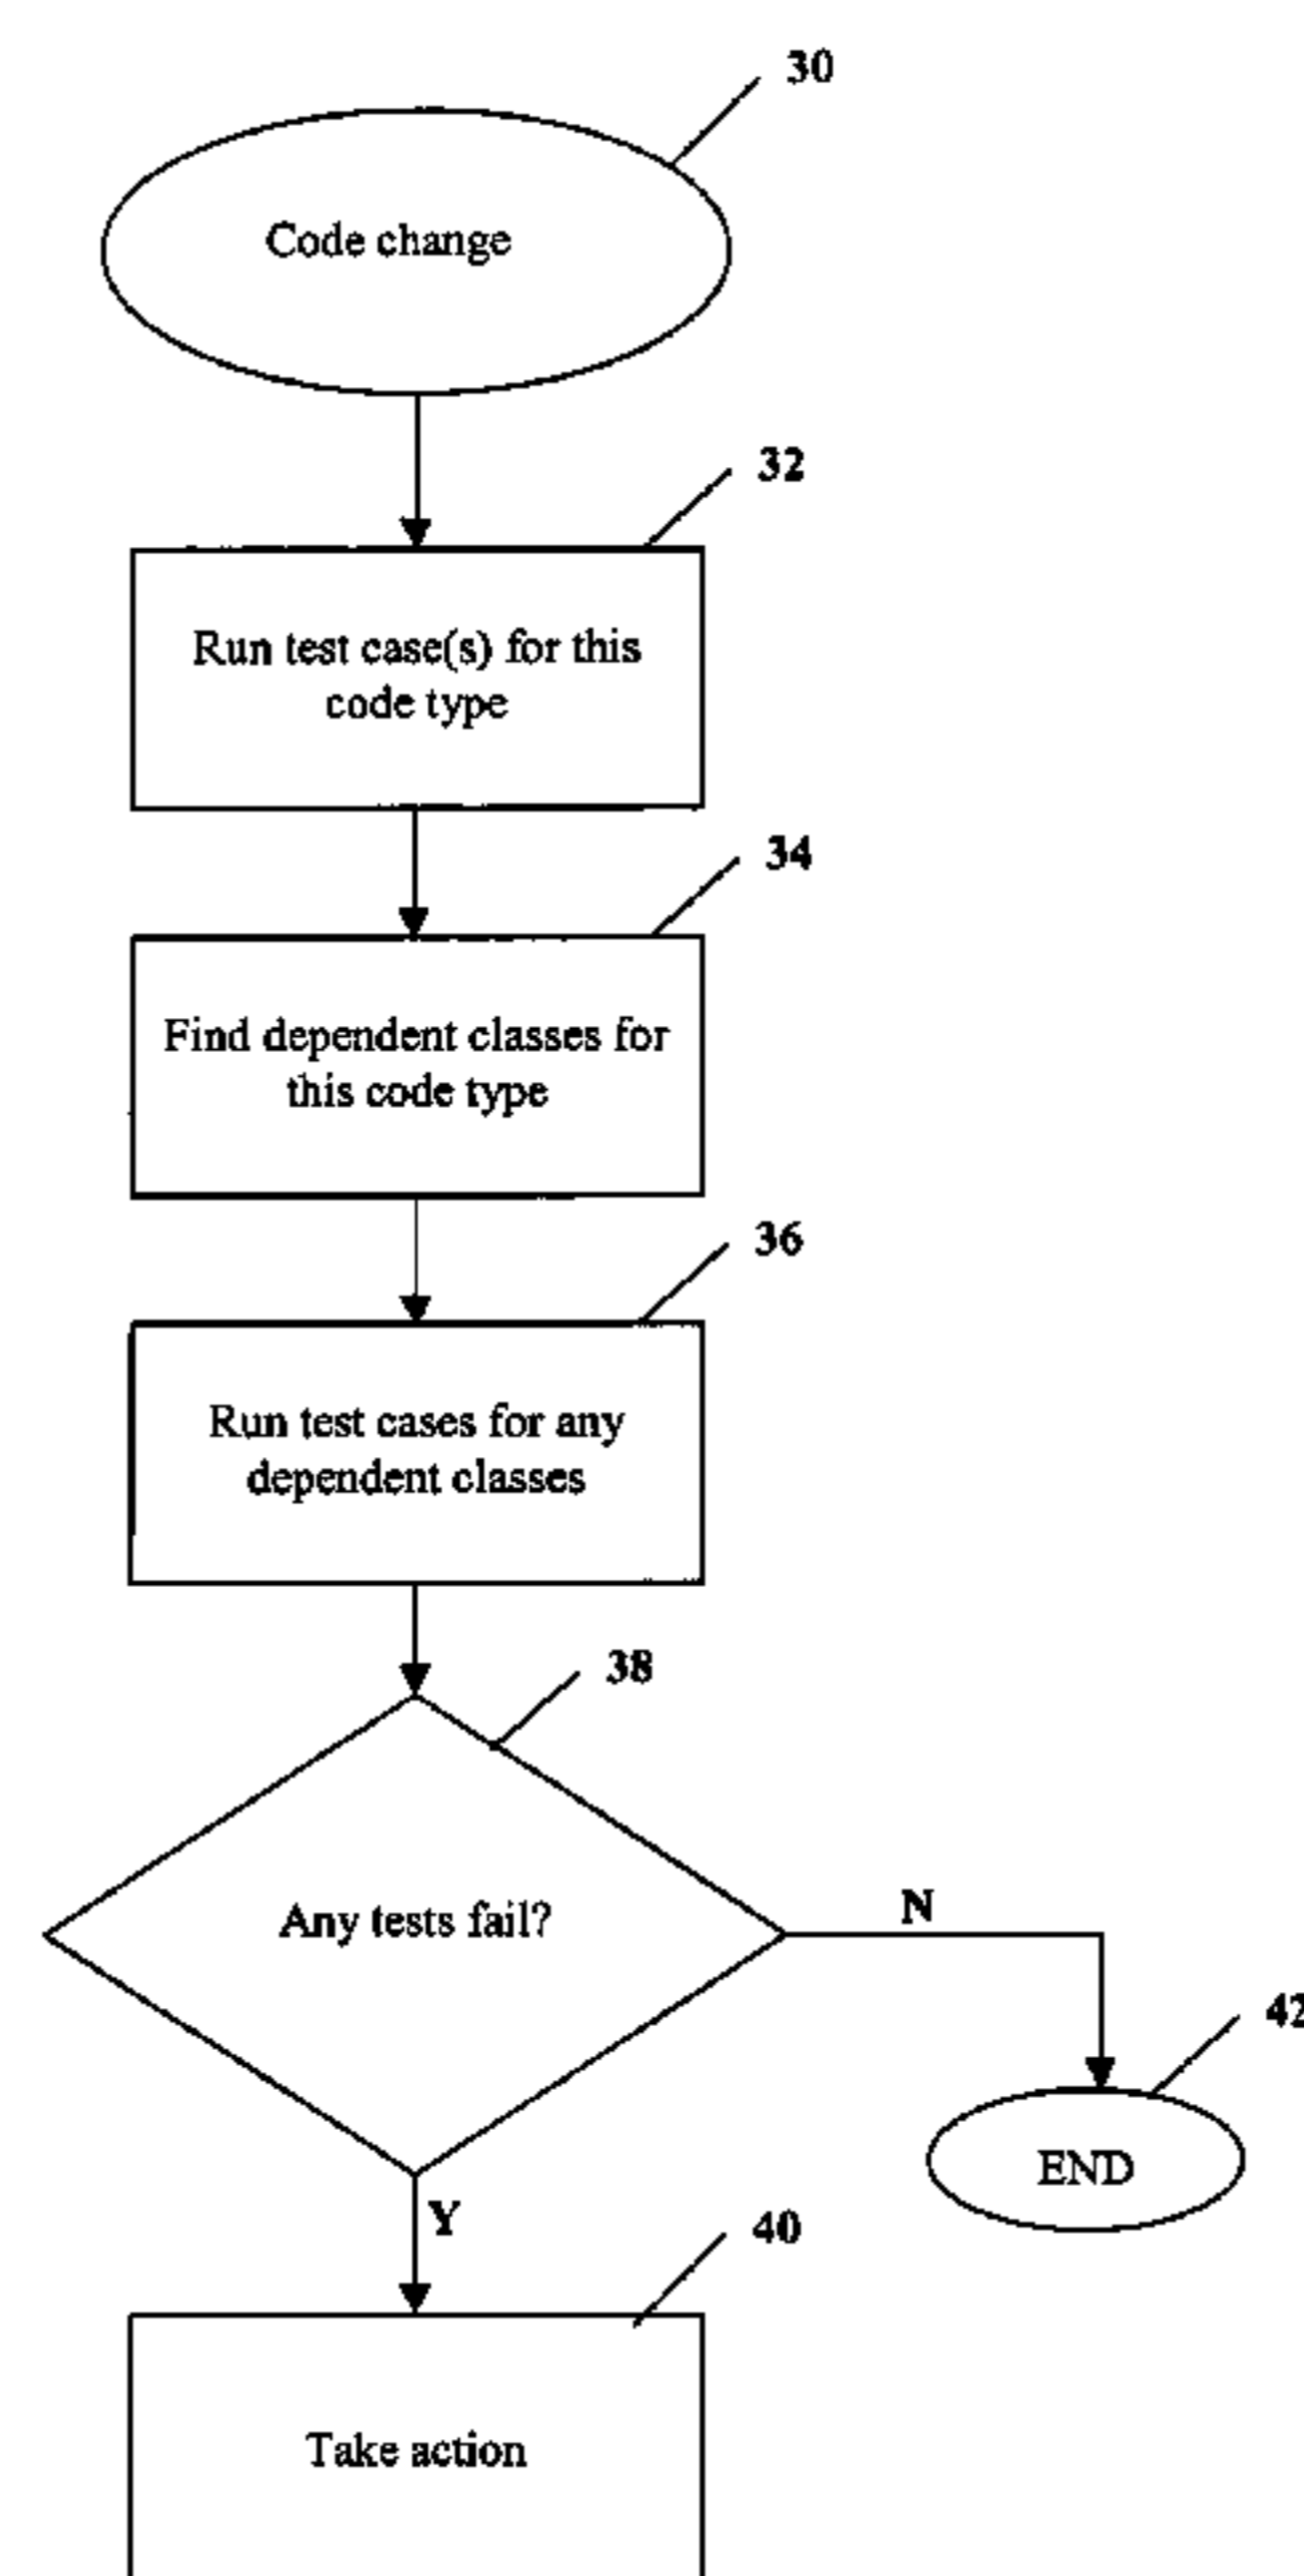 30
Code change
32
Run test case(s) for this
code type
34
Find dependent classes for
this code type
36
Run test cases for any
dependent classes
38
Any tests fail?
N
42
END
Y
40
Take action